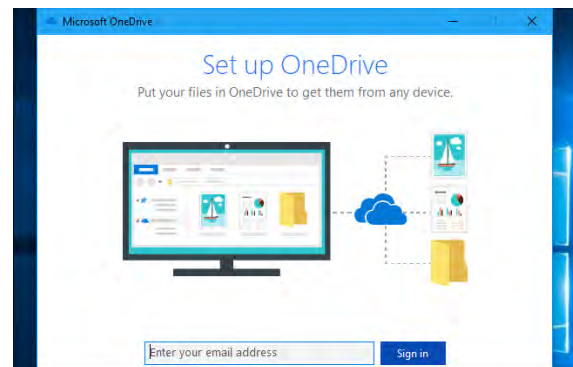 Microsoft OneDrive
Set up OneDrive
Put your files in OneDrive to get them from any device.
Enter your email address
Sign in